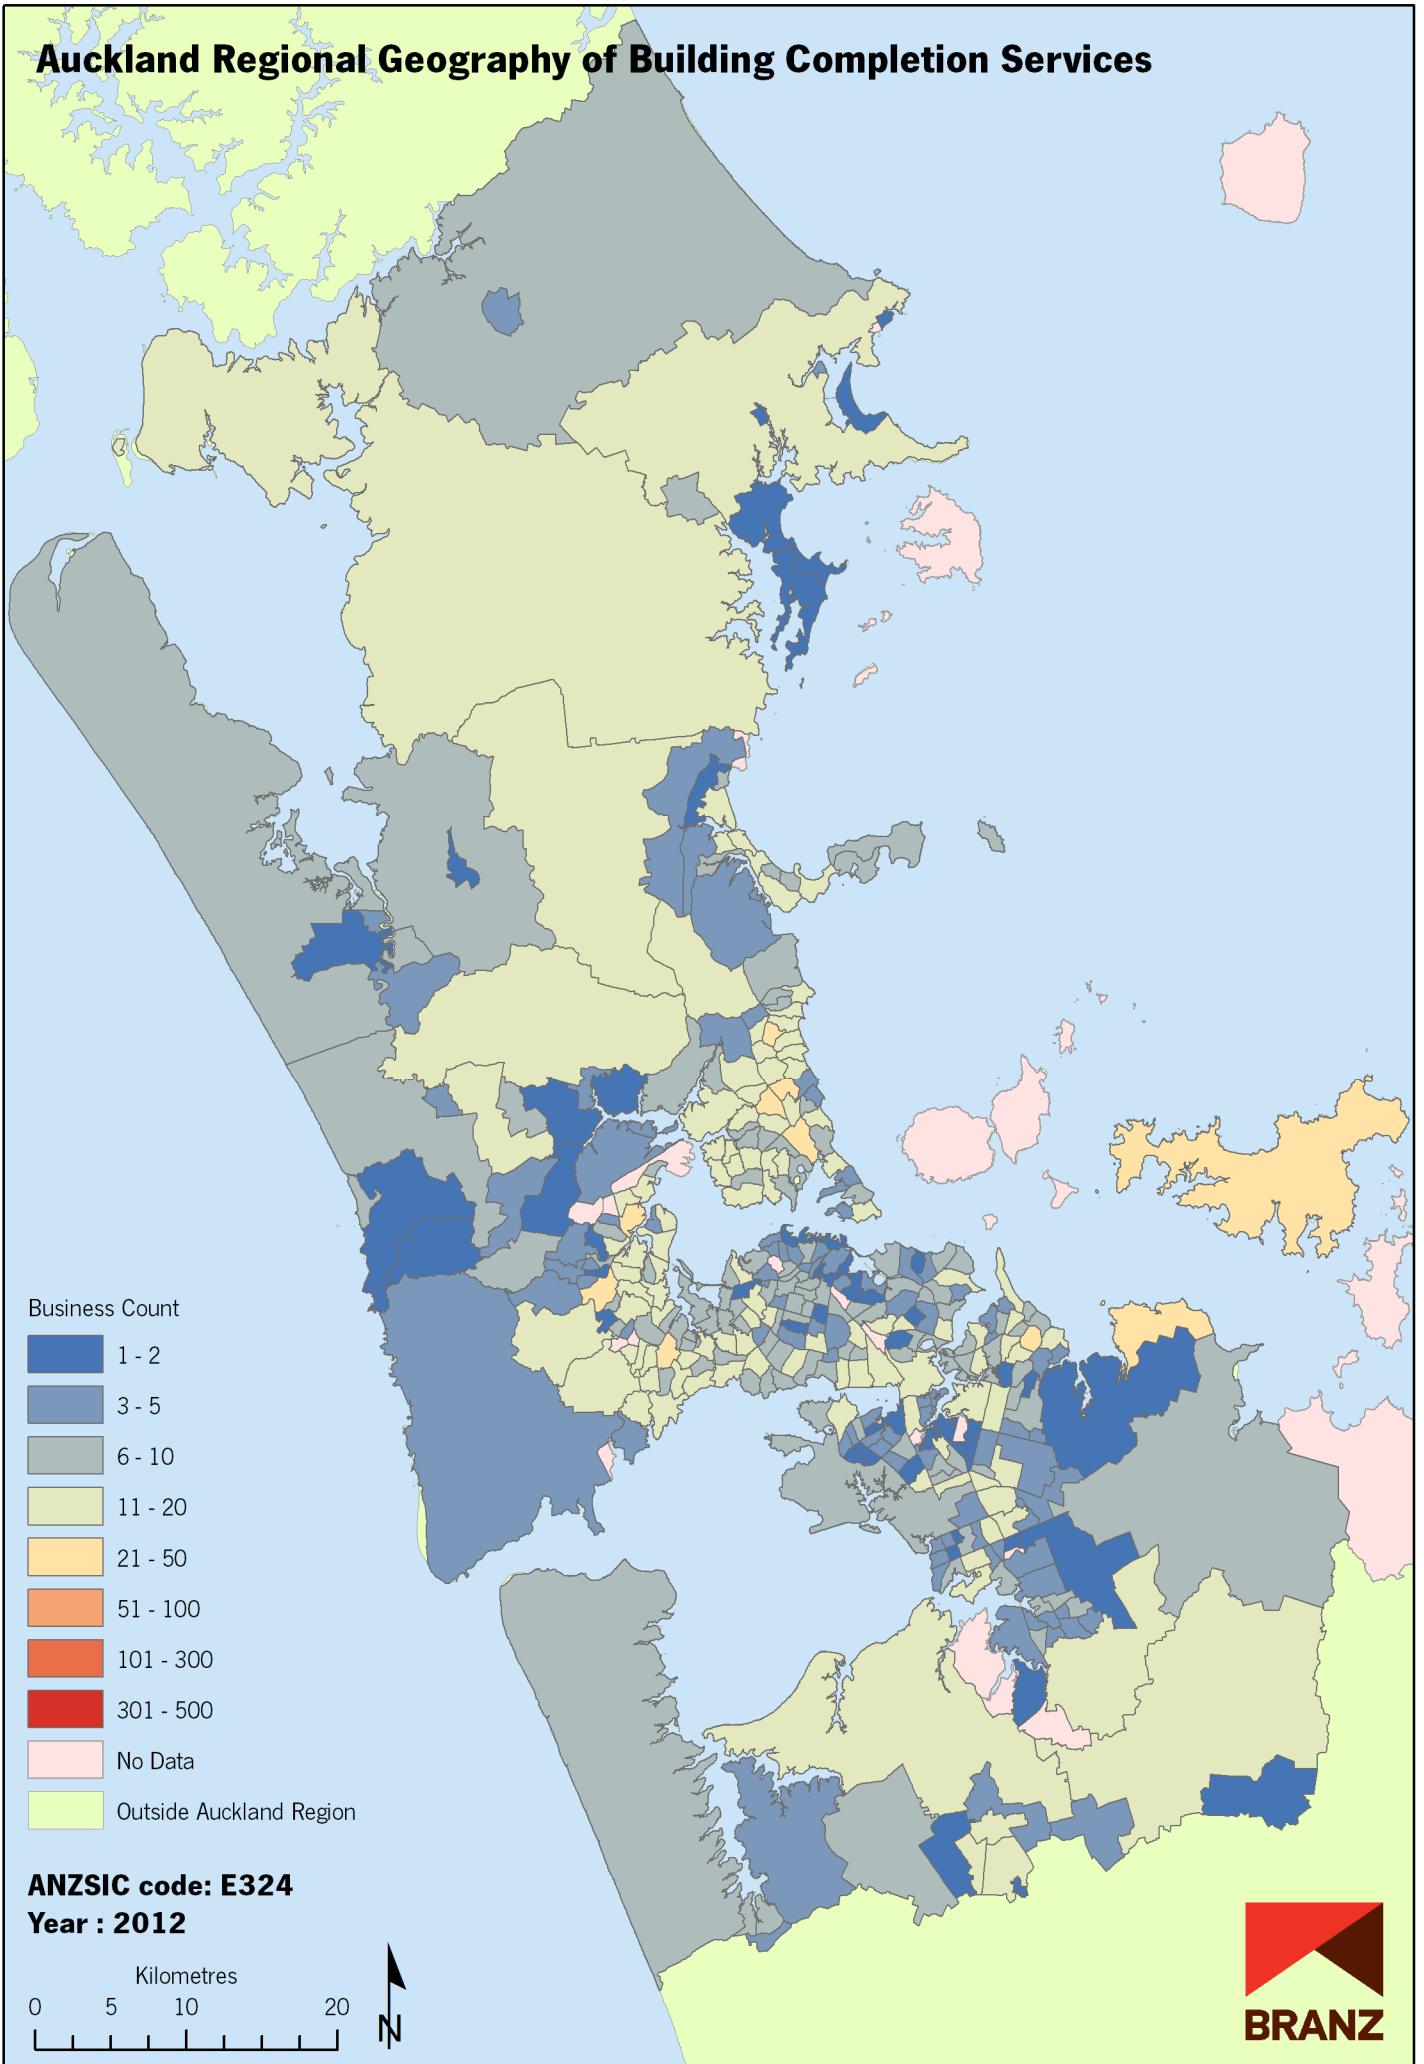 Auckland Regional Geography of Building Completion Services
Business Count
1 - 2
3 - 5
6 - 10
11 - 20
21 - 50
51 - 100
101 - 300
301 - 500
No Data
Outside Auckland Region
ANZSIC code: E324
Year : 2012
Kilometres
0 5 10 20
N
BRANZ